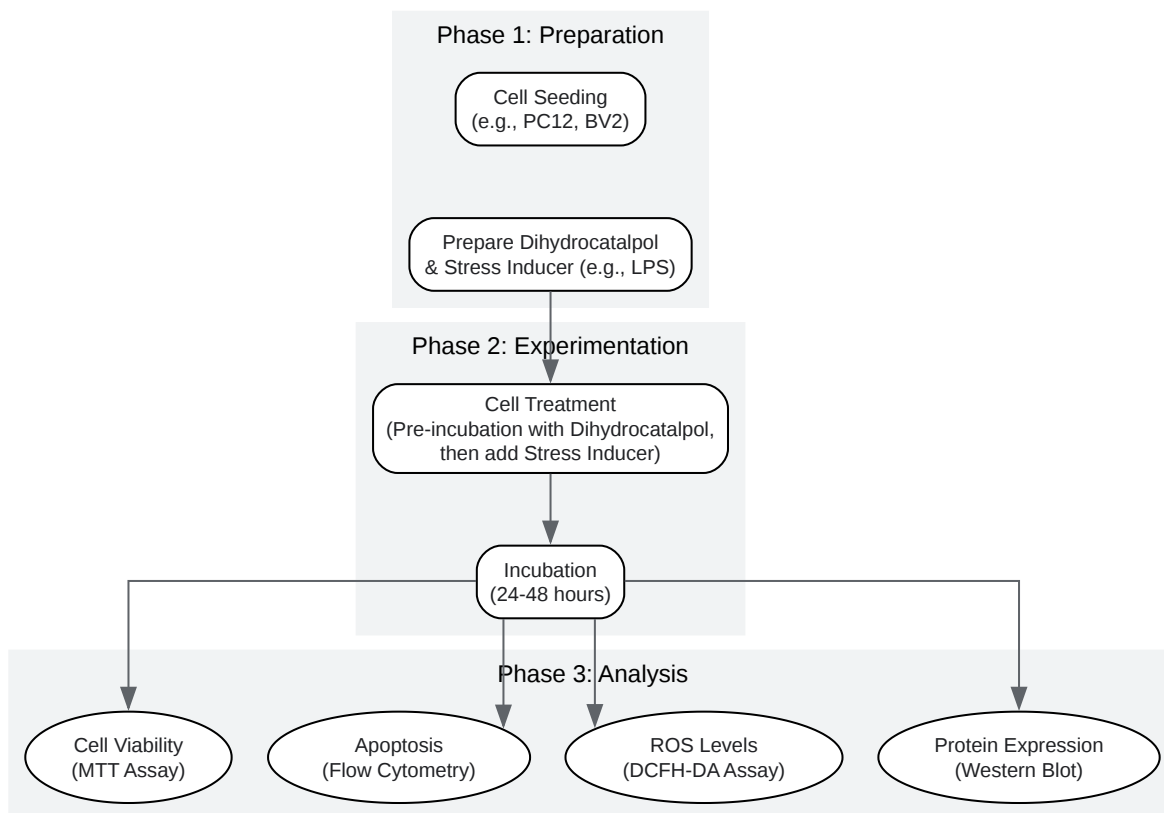 Phase 1: Preparation
Cell Seeding
(e.g., PC12, BV2)
Prepare Dihydrocatalpol
& Stress Inducer (e.g., LPS)
Phase 2: Experimentation
Cell Treatment
(Pre-incubation with Dihydrocatalpol,
then add Stress Inducer)
Incubation
(24-48 hours)
Phase 3: Analysis
Cell Viability
(MTT Assay)
Apoptosis
(Flow Cytometry)
ROS Levels
(DCFH-DA Assay)
Protein Expression
(Western Blot)